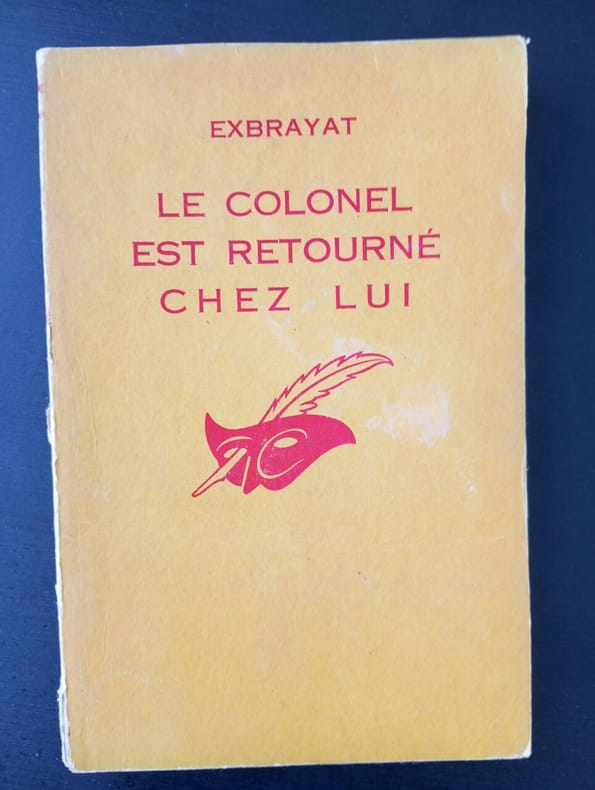 EXBRAYAT
LE COLONEL
EST RETOURNÉ
CHEZ LUI